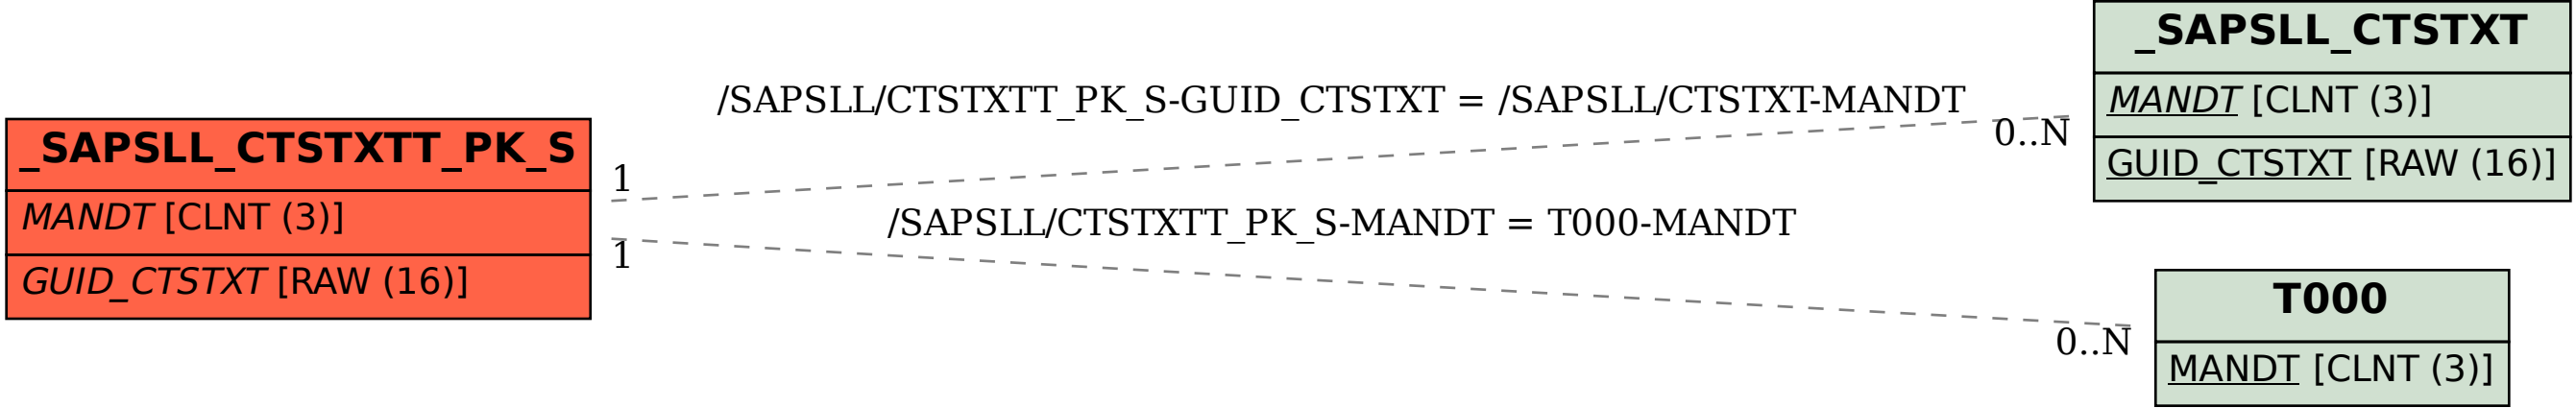 _SAPSLL_CTSTXTT_PK_S
MANDT [CLNT (3)]
GUID_CTSTXT [RAW (16)]
/SAPSLL/CTSTXTT_PK_S-GUID_CTSTXT = /SAPSLL/CTSTXT-MANDT
1
0..N
/SAPSLL/CTSTXTT_PK_S-MANDT = T000-MANDT
1
0..N
_SAPSLL_CTSTXT
MANDT [CLNT (3)]
GUID_CTSTXT [RAW (16)]
T000
MANDT [CLNT (3)]